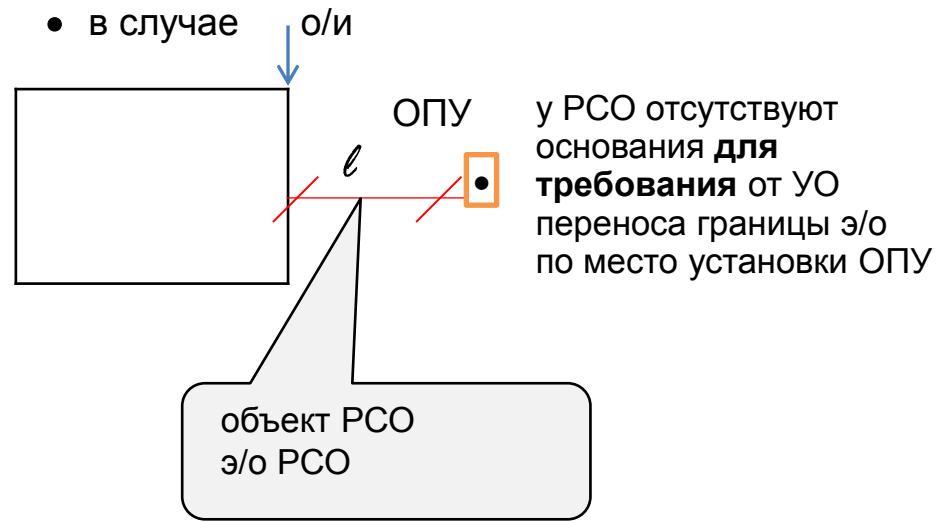 • в случае о/и
ОПУ
ℓ
у РСО отсутствуют
основания для
требования от УО
переноса границы э/о
по место установки ОПУ
объект РСО
э/о РСО